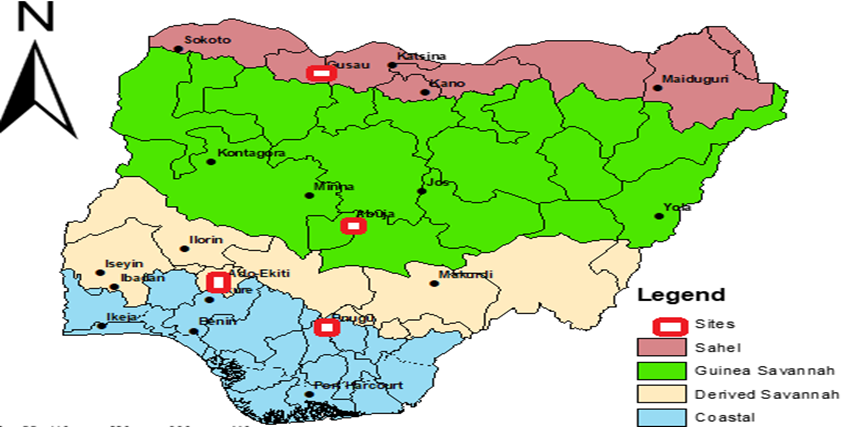 N
Sokoto
Gusau
Katsina
Kano
Maiduguri
Kontagora
Minna
Jos
Abuja
Yola
Ilorin
Iseyin
Ibadan
Ado-Ekiti
Makurdi
Ikeja
Benin
Enugu
Port Harcourt
Legend
Sites
Sahel
Guinea Savannah
Derived Savannah
Coastal